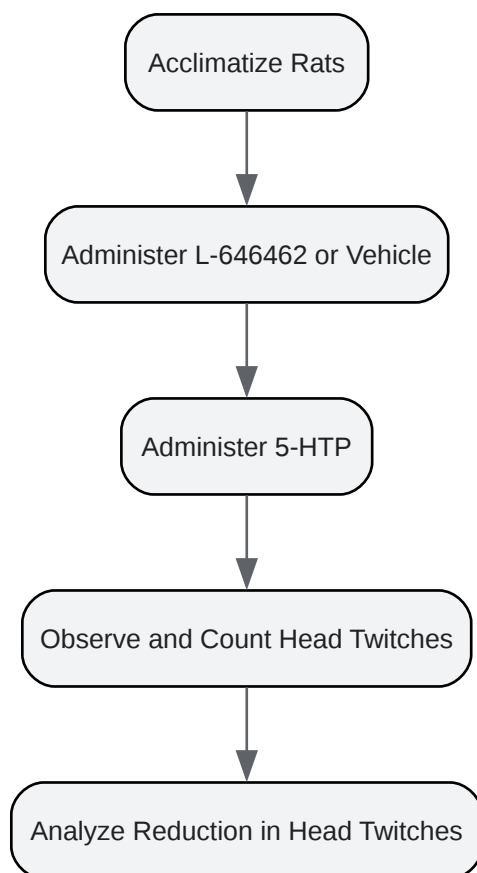 Acclimatize Rats
Administer L-646462 or Vehicle
Administer 5-HTP
Observe and Count Head Twitches
Analyze Reduction in Head Twitches